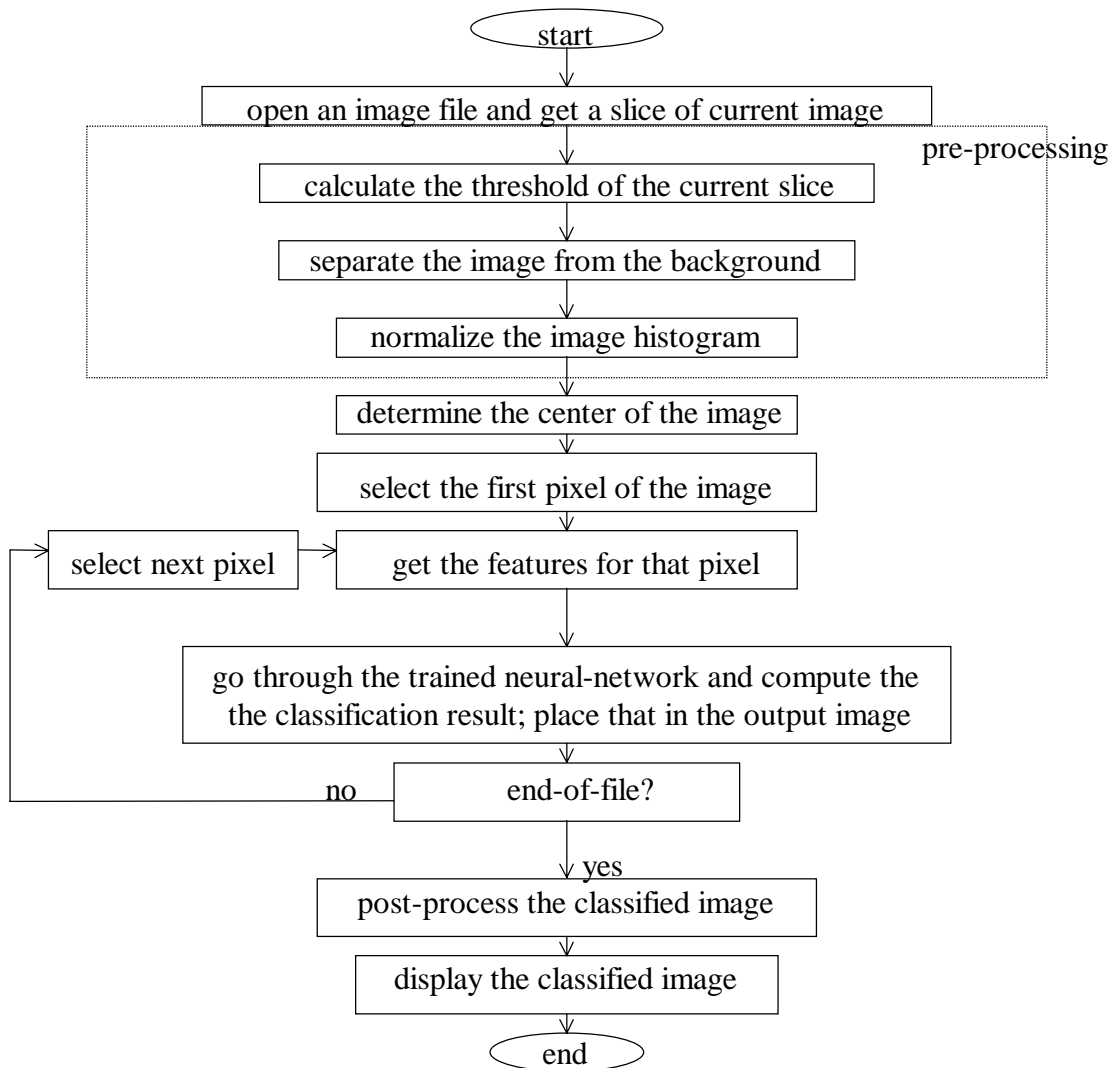 start
open an image file and get a slice of current image
pre-processing
calculate the threshold of the current slice
separate the image from the background
normalize the image histogram
determine the center of the image
select the first pixel of the image
select next pixel
get the features for that pixel
go through the trained neural-network and compute the
the classification result; place that in the output image
no
end-of-file?
yes
post-process the classified image
display the classified image
end